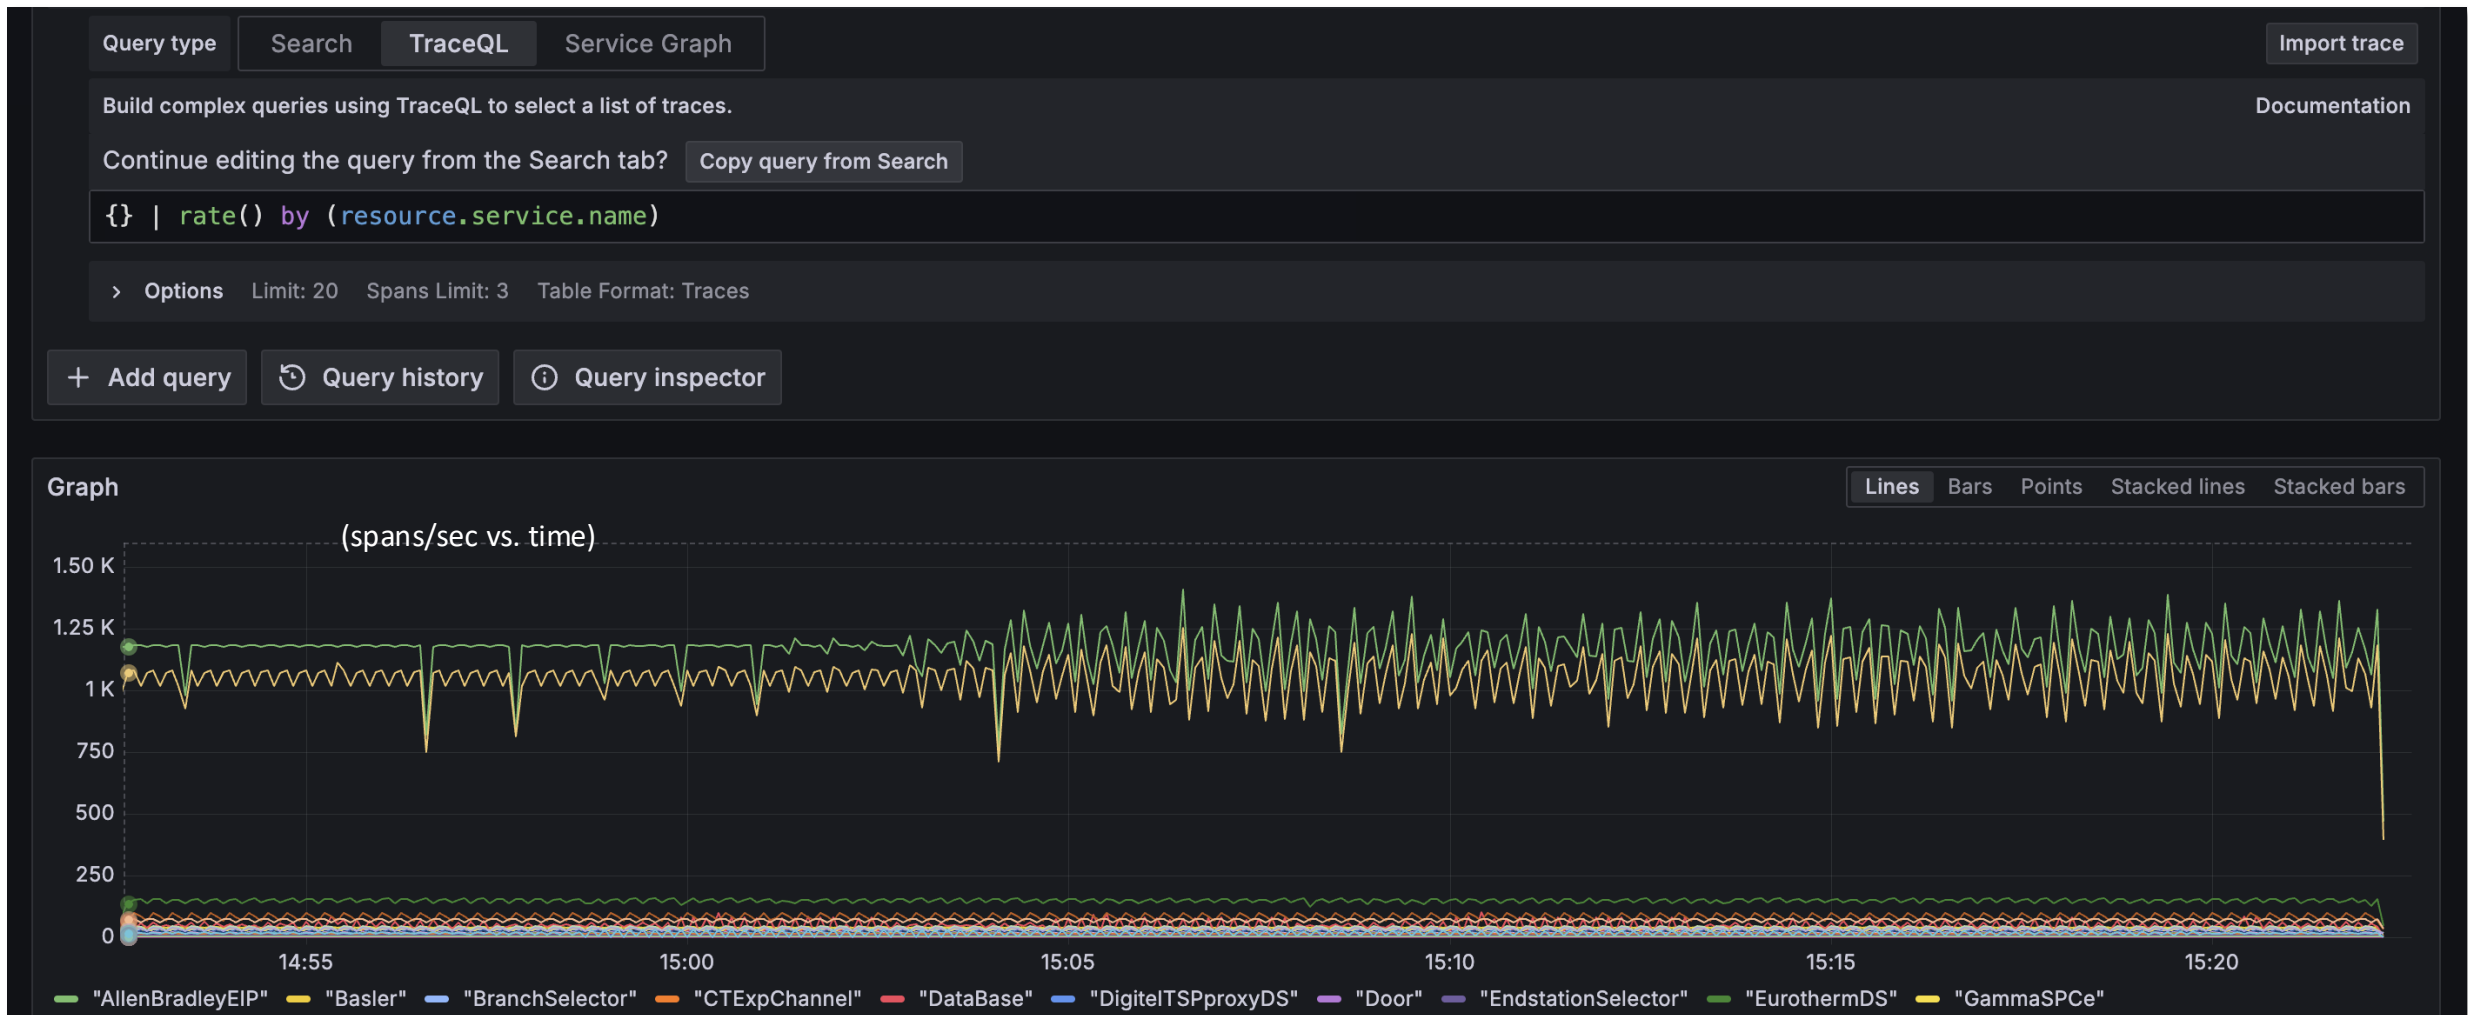 Query type Search TraceQL Service Graph Import trace
Build complex queries using TraceQL to select a list of traces. Documentation
Continue editing the query from the Search tab? Copy query from Search
{} | rate() by (resource.service.name)
Options Limit: 20 Spans Limit: 3 Table Format: Traces
Add query Query history Query inspector
Graph Lines Bars Points Stacked lines Stacked bars
(spans/sec vs. time)
1.50 K
1.25 K
1 K
750
500
250
0
14:55 15:00 15:05 15:10 15:15 15:20
"AllenBradleyEIP" "Basler" "BranchSelector" "CTExpChannel" "DataBase" "DigitelTSPproxyDS" "Door" "EndstationSelector" "EurothermDS" "GammaSPCe"